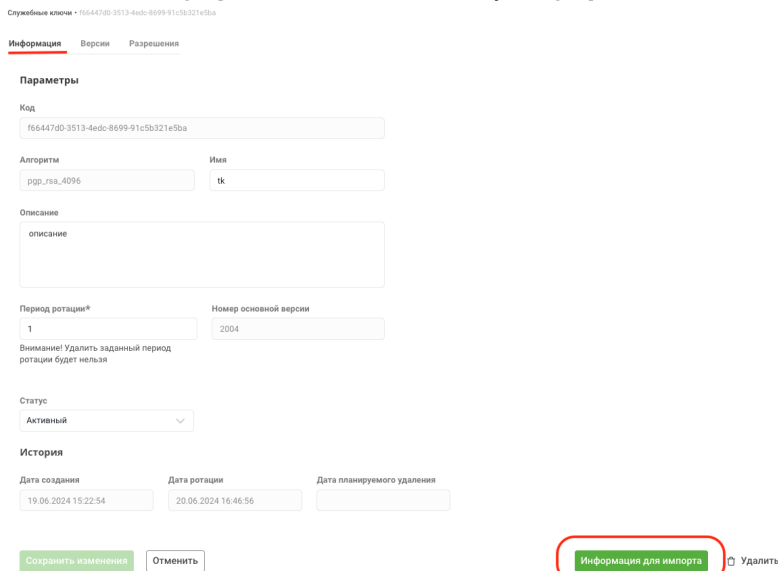 Служебные ключи • f66447d0-3513-4edc-8699-91c5b321e5ba
Информация Версии Разрешения
Параметры
Код
f66447d0-3513-4edc-8699-91c5b321e5ba
Алгоритм Имя
pgp_rsa_4096 tk
Описание
описание
Период ротации* Номер основной версии
1 2004
Внимание! Удалить заданный период
ротации будет нельзя
Статус
Активный
История
Дата создания Дата ротации Дата планируемого удаления
19.06.2024 15:22:54 20.06.2024 16:46:56
Сохранить изменения Отменить Информация для импорта Удалить